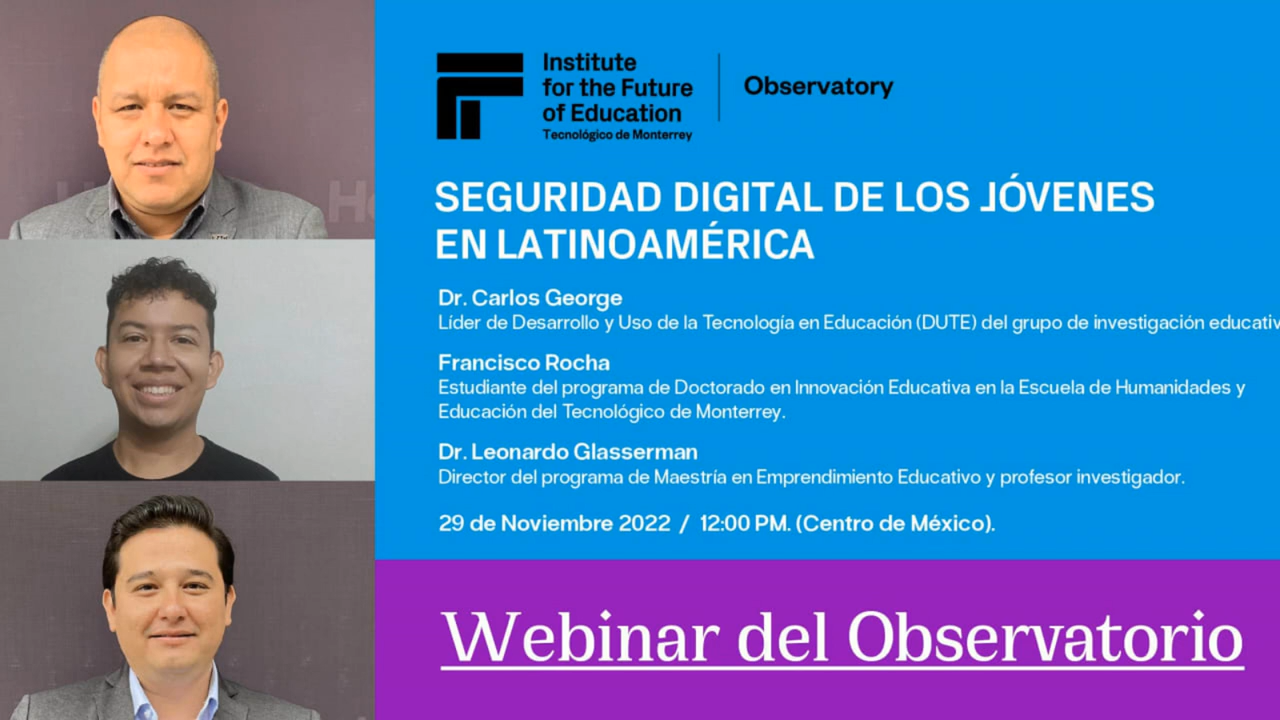 Institute
for the Future
of Education
Tecnológico de Monterrey
Observatory
SEGURIDAD DIGITAL DE LOS JÓVENES
EN LATINOAMÉRICA
Dr. Carlos George
Líder de Desarrollo y Uso de la Tecnología en Educación (DUTE) del grupo de investigación
Francisco Rocha
Estudiante del programa de Doctorado en Innovación Educativa en la Escuela de Humanidades y
Educación del Tecnológico de Monterrey.
Dr. Leonardo Glasserman
Director del programa de Maestría en Emprendimiento Educativo y profesor investigador.
29 de Noviembre 2022 / 12:00 PM. (Centro de México).
Webinar del Observatorio